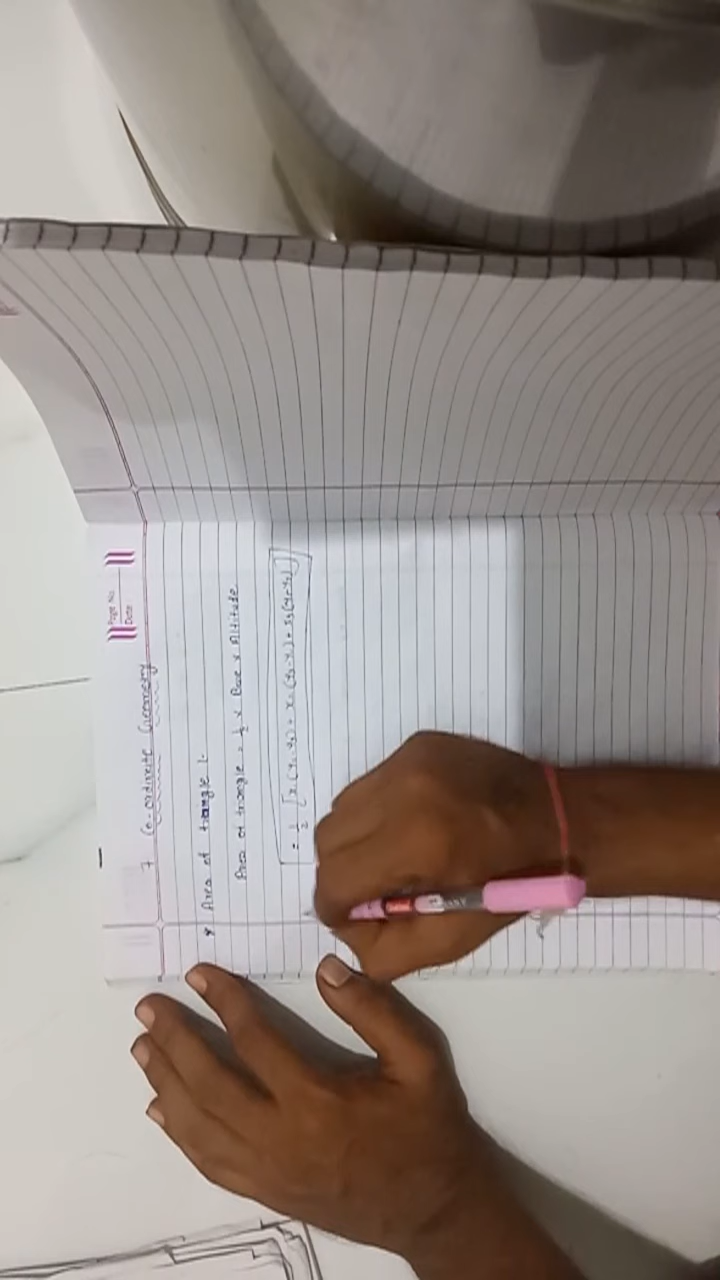 Page No.
Date
7 Co-ordinate Geometry
* Area of triangle :-
Area of triangle = 1/2 x Base x Altitude
= 1/2 [x₁(y₂-y₃) + x₂(y₃-y₁) + x₃(y₁-y₂)]